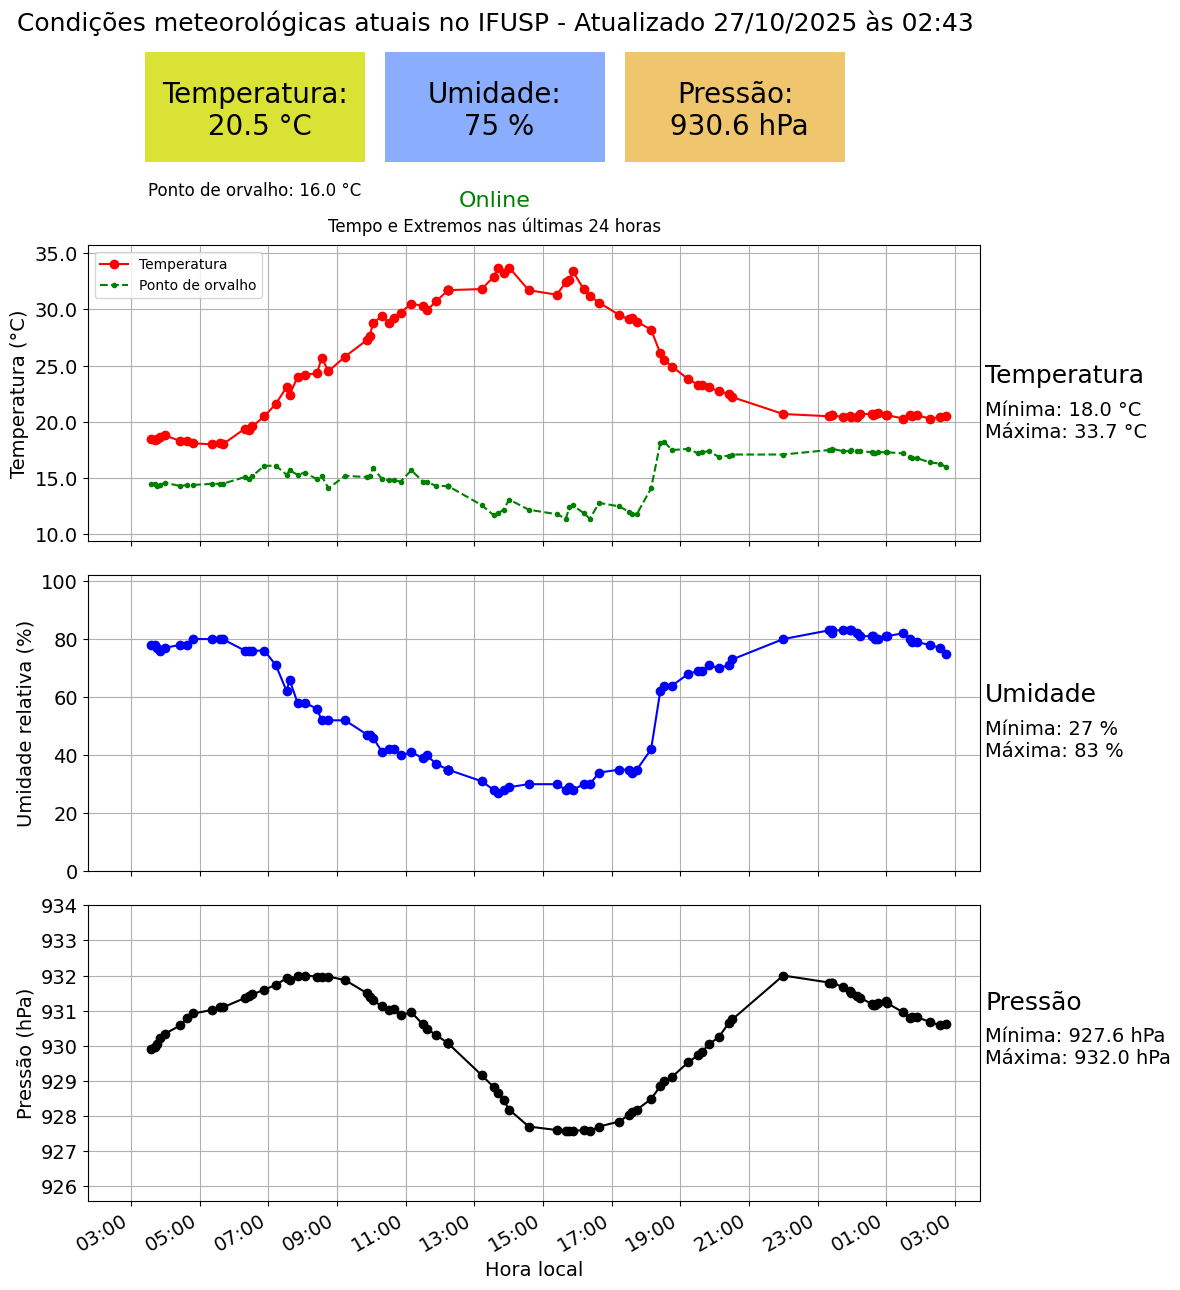 Condições meteorológicas atuais no IFUSP - Atualizado 27/10/2025 às 02:43
Temperatura:
20.5 °C
Umidade:
75 %
Pressão:
930.6 hPa
Ponto de orvalho: 16.0 °C
Online
Tempo e Extremos nas últimas 24 horas
Temperatura (°C)
35.0
30.0
25.0
20.0
15.0
10.0
Temperatura
Ponto de orvalho
Temperatura
Mínima: 18.0 °C
Máxima: 33.7 °C
Umidade relativa (%)
100
80
60
40
20
0
Umidade
Mínima: 27 %
Máxima: 83 %
Pressão (hPa)
934
933
932
931
930
929
928
927
926
Pressão
Mínima: 927.6 hPa
Máxima: 932.0 hPa
03:00 05:00 07:00 09:00 11:00 13:00 15:00 17:00 19:00 21:00 23:00 01:00 03:00
Hora local